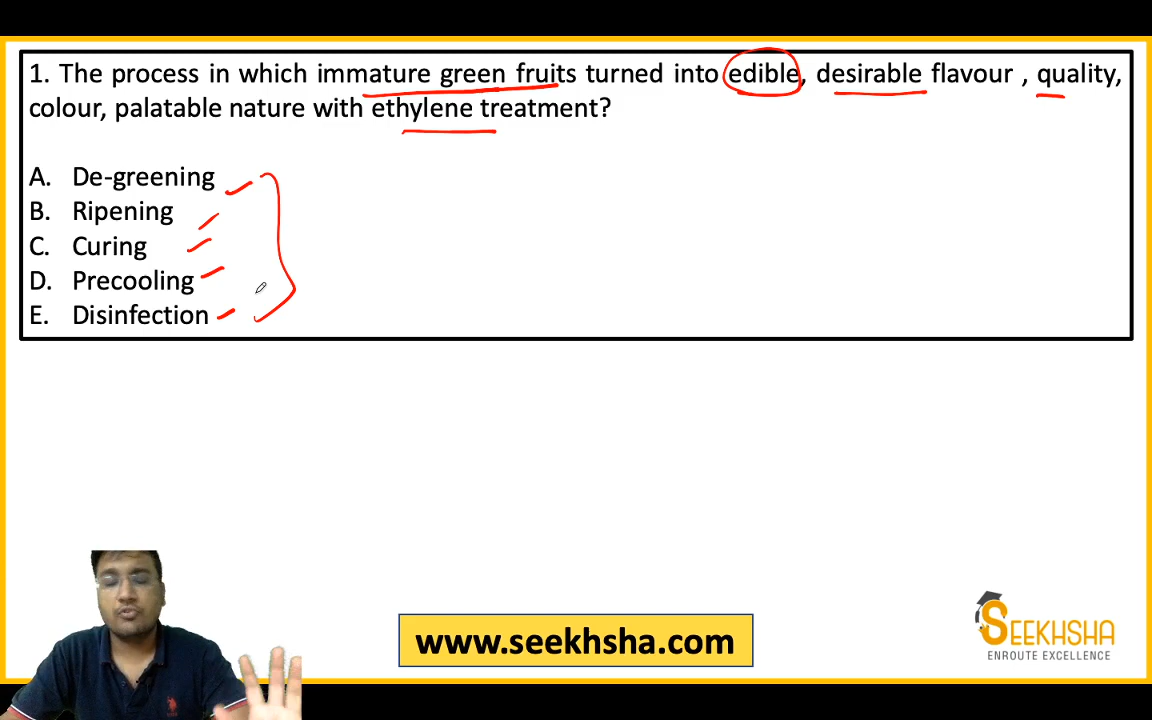 1. The process in which immature green fruits turned into edible, desirable flavour , quality,
colour, palatable nature with ethylene treatment?
A. De-greening
B. Ripening
C. Curing
D. Precooling
E. Disinfection
www.seekhsha.com
SEEKHSHA
ENROUTE EXCELLENCE